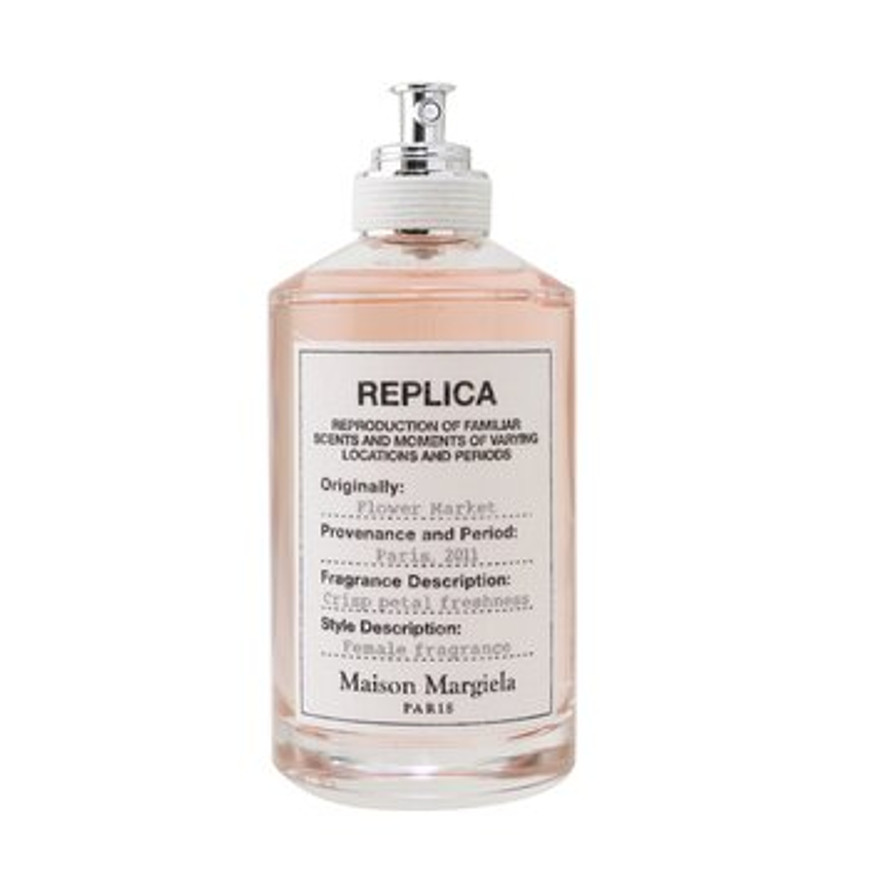 REPLICA
REPRODUCTION OF FAMILIAR
SCENTS AND MOMENTS OF VARYING
LOCATIONS AND PERIODS
Originally:
Flower Market
Provenance and Period:
Paris, 2011
Fragrance Description:
Crisp petal freshness
Style Description:
Female fragrance
Maison Margiela
PARIS